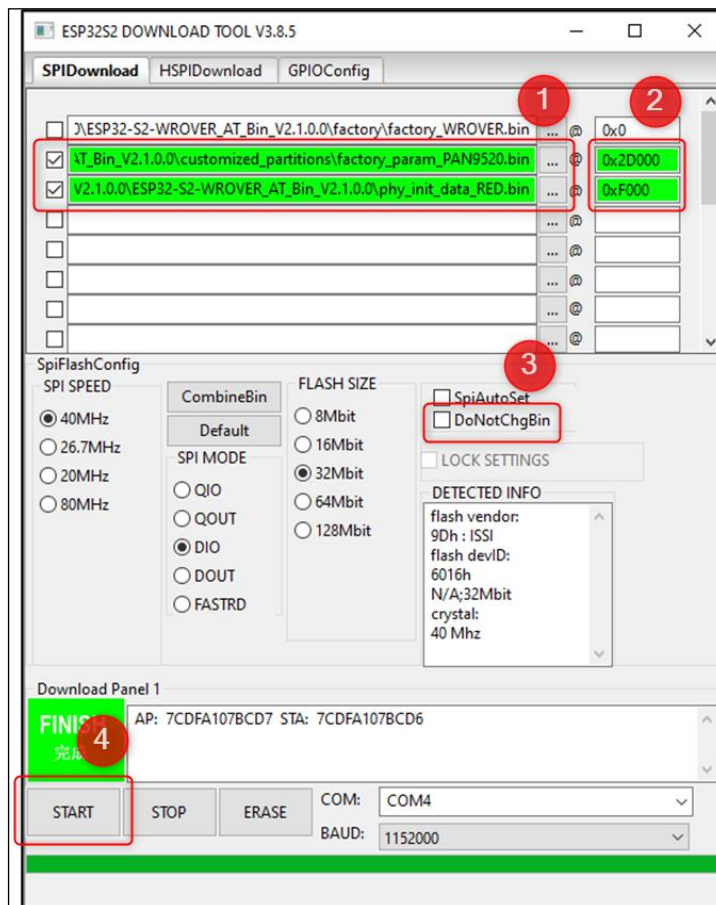 ESP32S2 DOWNLOAD TOOL V3.8.5
SPIDownload HSPIDownload GPIOConfig
1 2
)\ESP32-S2-WROVER_AT_Bin_V2.1.0.0\factory\factory_WROVER.bin ... @ 0x0
\T_Bin_V2.1.0.0\customized_partitions\factory_param_PAN9520.bin ... @ 0x2D000
V2.1.0.0\ESP32-S2-WROVER_AT_Bin_V2.1.0.0\phy_init_data_RED.bin ... @ 0xF000
... @
... @
... @
... @
... @
3
SpiFlashConfig
SPI SPEED
40MHz
26.7MHz
20MHz
80MHz
CombineBin
Default
SPI MODE
QIO
QOUT
DIO
DOUT
FASTRD
FLASH SIZE
8Mbit
16Mbit
32Mbit
64Mbit
128Mbit
SpiAutoSet
DoNotChgBin
LOCK SETTINGS
DETECTED INFO
flash vendor:
9Dh : ISSI
flash devID:
6016h
N/A;32Mbit
crystal:
40 Mhz
Download Panel 1
FINISH
完成
4
AP: 7CDFA107BCD7 STA: 7CDFA107BCD6
START STOP ERASE
COM: COM4
BAUD: 1152000